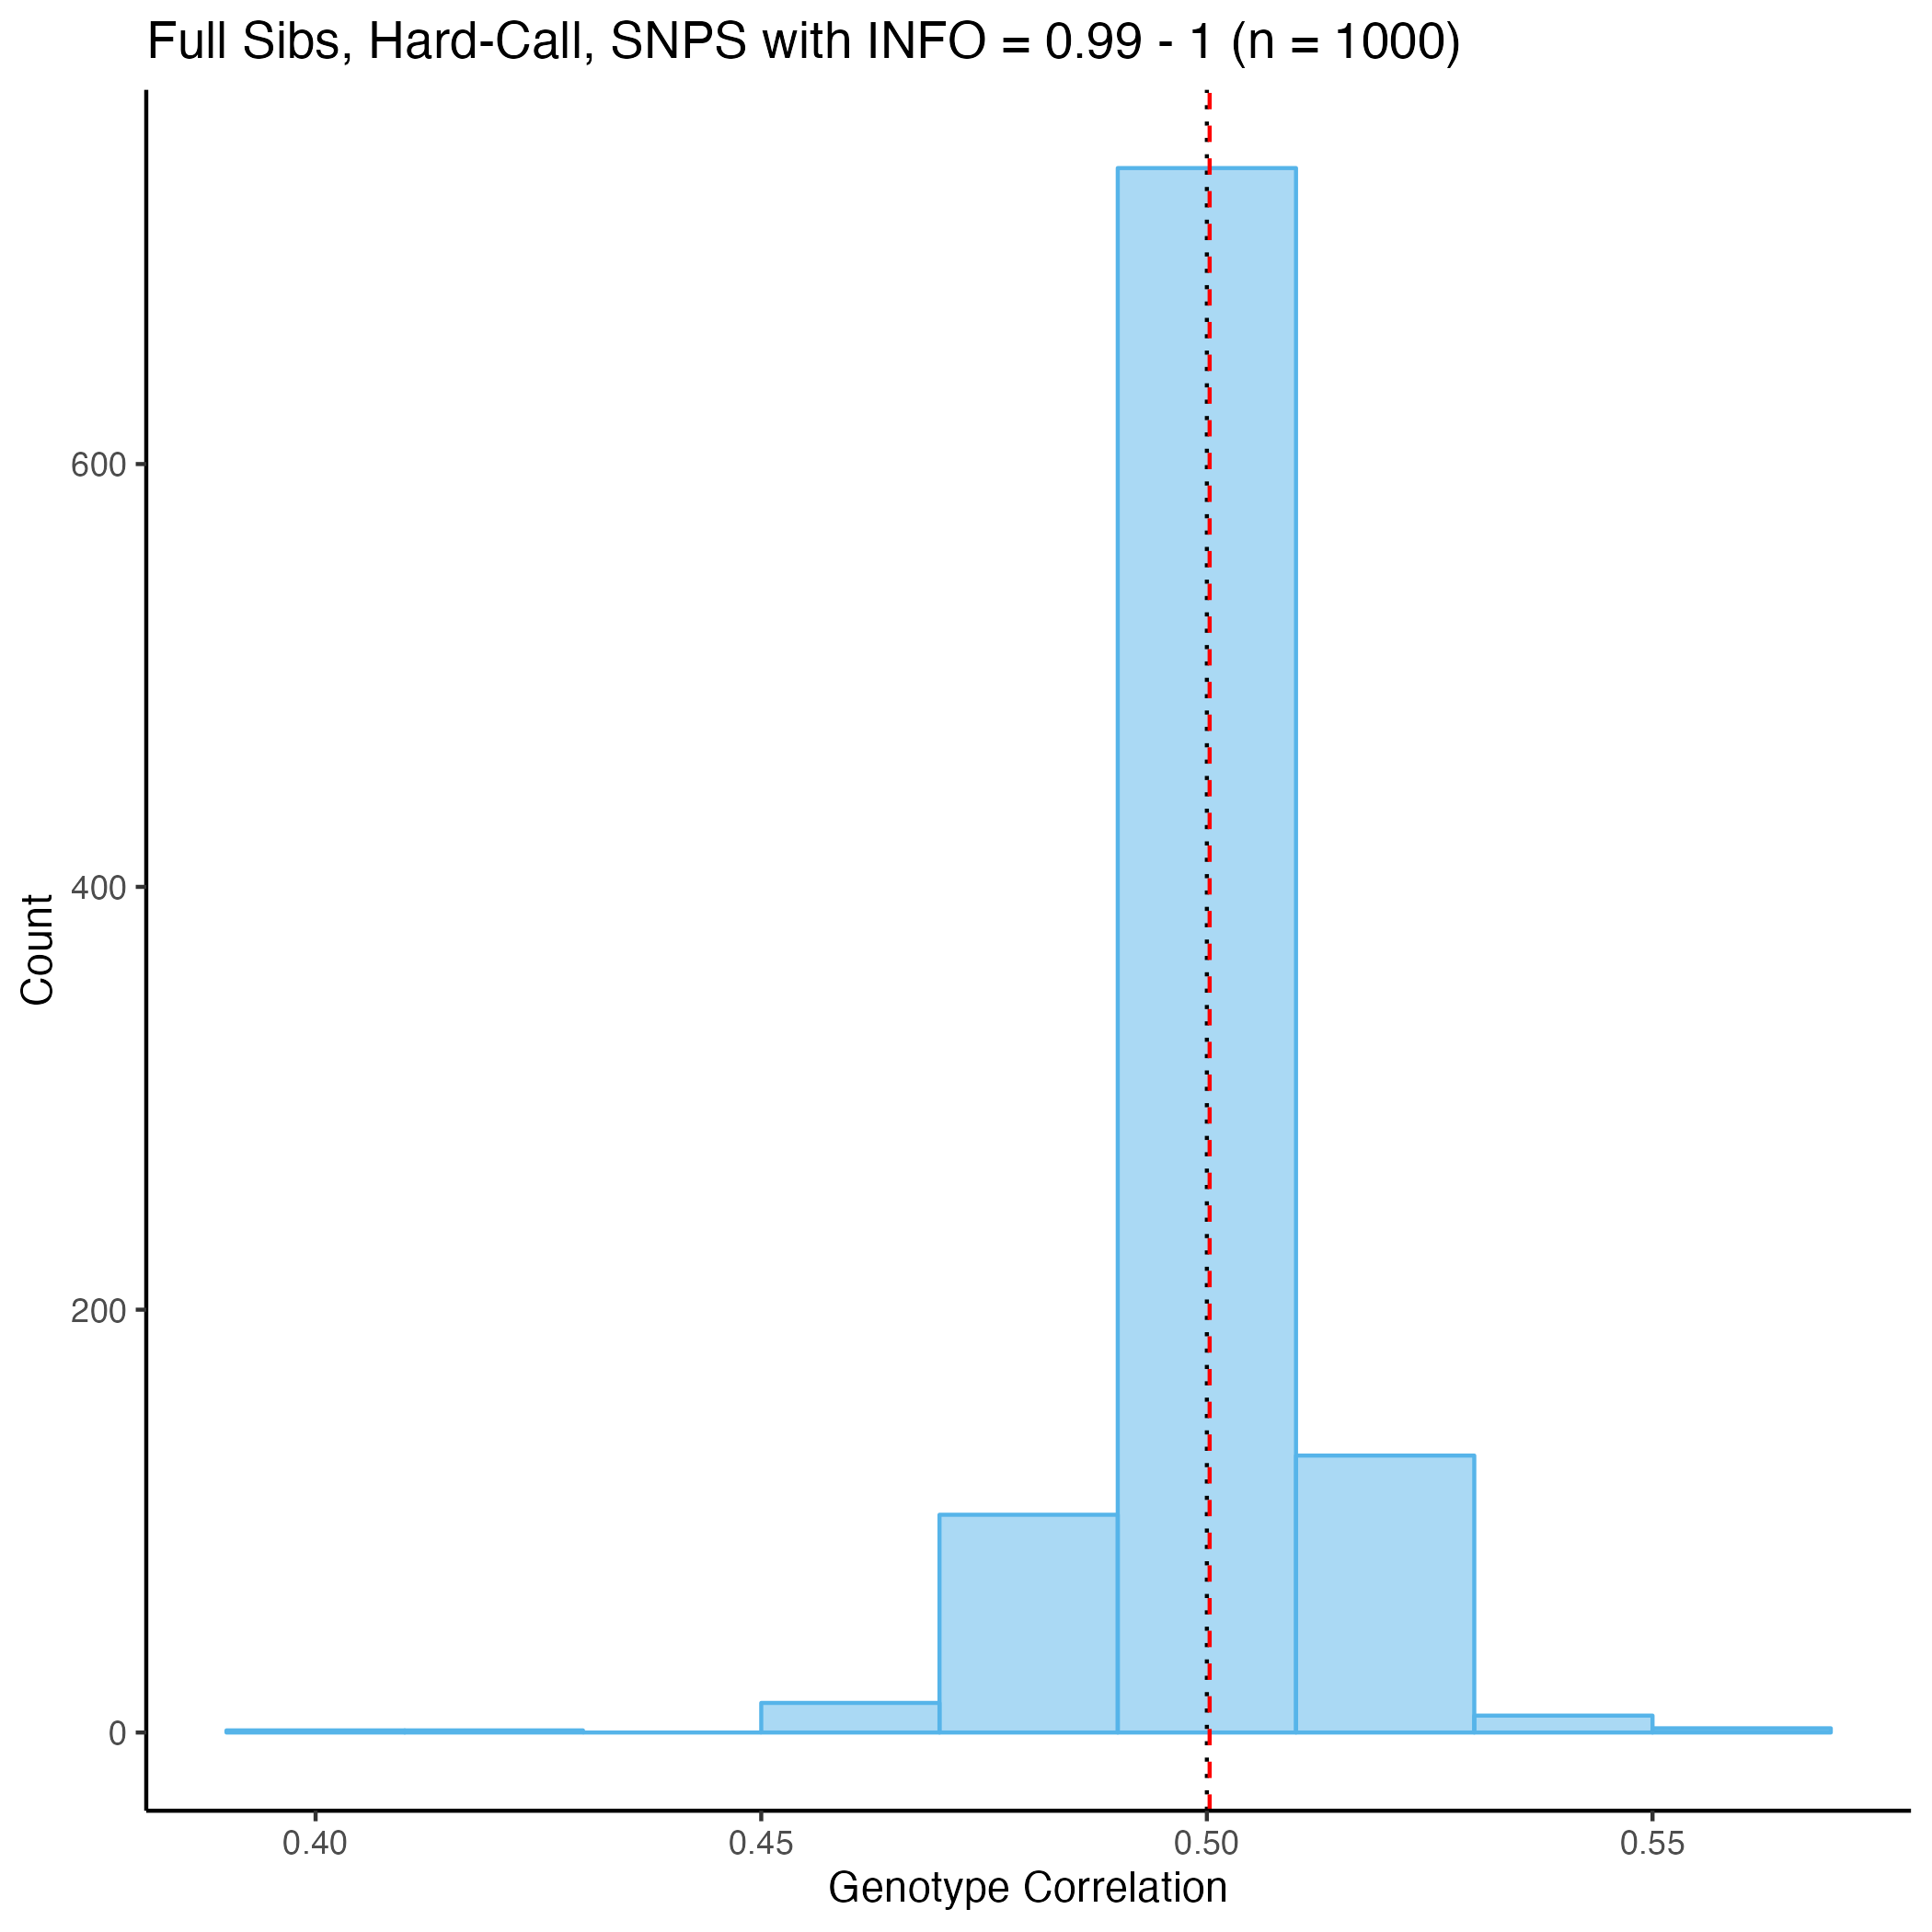 Full Sibs, Hard-Call, SNPS with INFO = 0.99 - 1 (n = 1000)
600
400
200
0
Count
0.40 0.45 0.50 0.55
Genotype Correlation